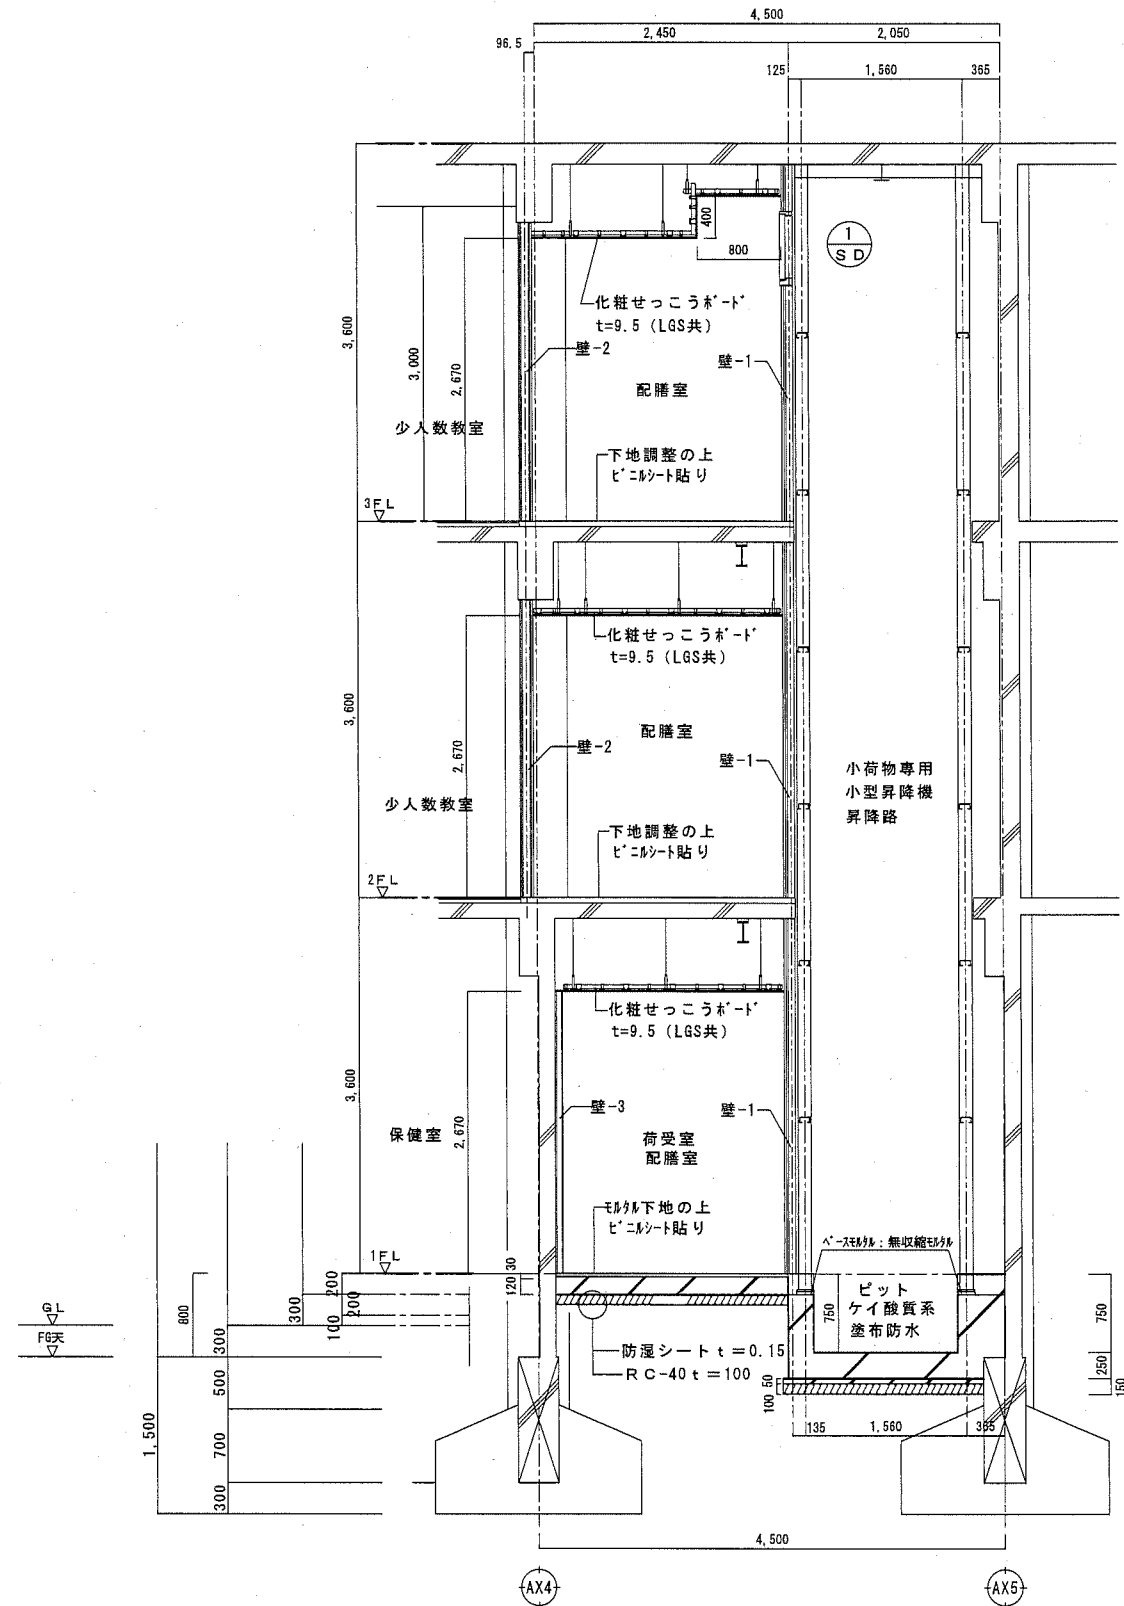 4,500
2,450
2,050
96.5
125
1,560
365
400
800
1
SD
化粧せっこうボード
t=9.5 (LGS共)
壁-2
壁-1
3,600
3,000
2,670
配膳室
少人数教室
下地調整の上
ビニルシート貼り
3FL
化粧せっこうボード
t=9.5 (LGS共)
3,600
配膳室
壁-2
壁-1
2,670
小荷物専用
小型昇降機
昇降路
少人数教室
下地調整の上
ビニルシート貼り
2FL
化粧せっこうボード
t=9.5 (LGS共)
3,600
2,670
壁-3
壁-1
保健室
荷受室
配膳室
モルタル下地の上
ビニルシート貼り
ベースモルタル：無収縮モルタル
1FL
30
120
200
200
300
100
800
300
GL
FG天
ピット
ケイ酸質系
塗布防水
750
750
防湿シート t=0.15
RC-40 t=100
250
150
50
100
500
1,500
700
300
135
1,560
365
4,500
AX4
AX5